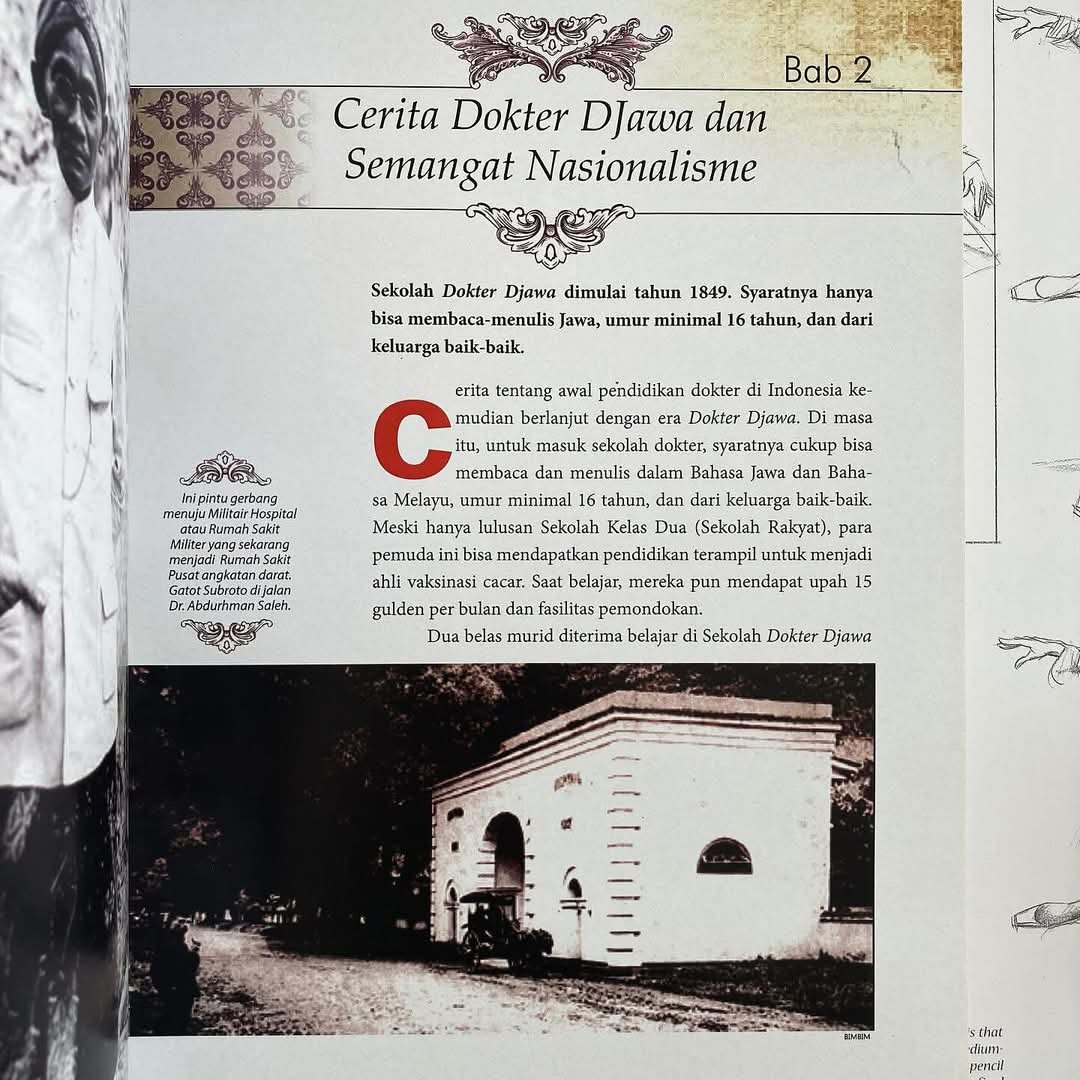 Bab 2
Cerita Dokter DJawa dan
Semangat Nasionalisme
Sekolah Dokter Djawa dimulai tahun 1849. Syaratnya hanya
bisa membaca-menulis Jawa, umur minimal 16 tahun, dan dari
keluarga baik-baik.
Cerita tentang awal pendidikan dokter di Indonesia ke-
mudian berlanjut dengan era Dokter Djawa. Di masa
itu, untuk masuk sekolah dokter, syaratnya cukup bisa
membaca dan menulis dalam Bahasa Jawa dan Baha-
sa Melayu, umur minimal 16 tahun, dan dari keluarga baik-baik.
Meski hanya lulusan Sekolah Kelas Dua (Sekolah Rakyat), para
pemuda ini bisa mendapatkan pendidikan terampil untuk menjadi
ahli vaksinasi cacar. Saat belajar, mereka pun mendapat upah 15
gulden per bulan dan fasilitas pemondokan.
Dua belas murid diterima belajar di Sekolah Dokter Djawa
Ini pintu gerbang
menuju Militair Hospital
atau Rumah Sakit
Militer yang sekarang
menjadi Rumah Sakit
Pusat angkatan darat.
Gatot Subroto di jalan
Dr. Abdurhman Saleh.
BIMBIM
s that
dium-
pencil